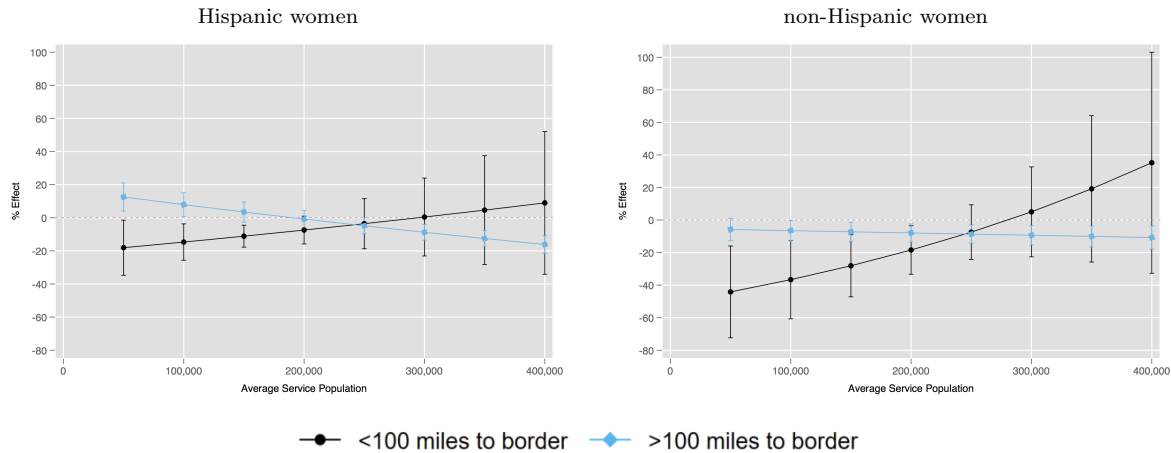 Hispanic women
100
80
60
40
20
0
-20
-40
-60
-80
% Effect
0 100,000 200,000 300,000 400,000
Average Service Population
non-Hispanic women
100
80
60
40
20
0
-20
-40
-60
-80
% Effect
0 100,000 200,000 300,000 400,000
Average Service Population
<100 miles to border >100 miles to border